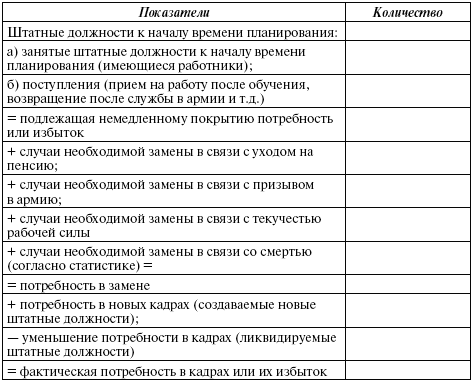 Показатели Количество
Штатные должности к началу времени планирования:
а) занятые штатные должности к началу времени
планирования (имеющиеся работники);
б) поступления (прием на работу после обучения,
возвращение после службы в армии и т.д.)
= подлежащая немедленному покрытию потребность
или избыток
+ случаи необходимой замены в связи с уходом на
пенсию;
+ случаи необходимой замены в связи с призывом
в армию;
+ случаи необходимой замены в связи с текучестью
рабочей силы
+ случаи необходимой замены в связи со смертью
(согласно статистике) =
= потребность в замене
+ потребность в новых кадрах (создаваемые новые
штатные должности);
— уменьшение потребности в кадрах (ликвидируемые
штатные должности)
= фактическая потребность в кадрах или их избыток